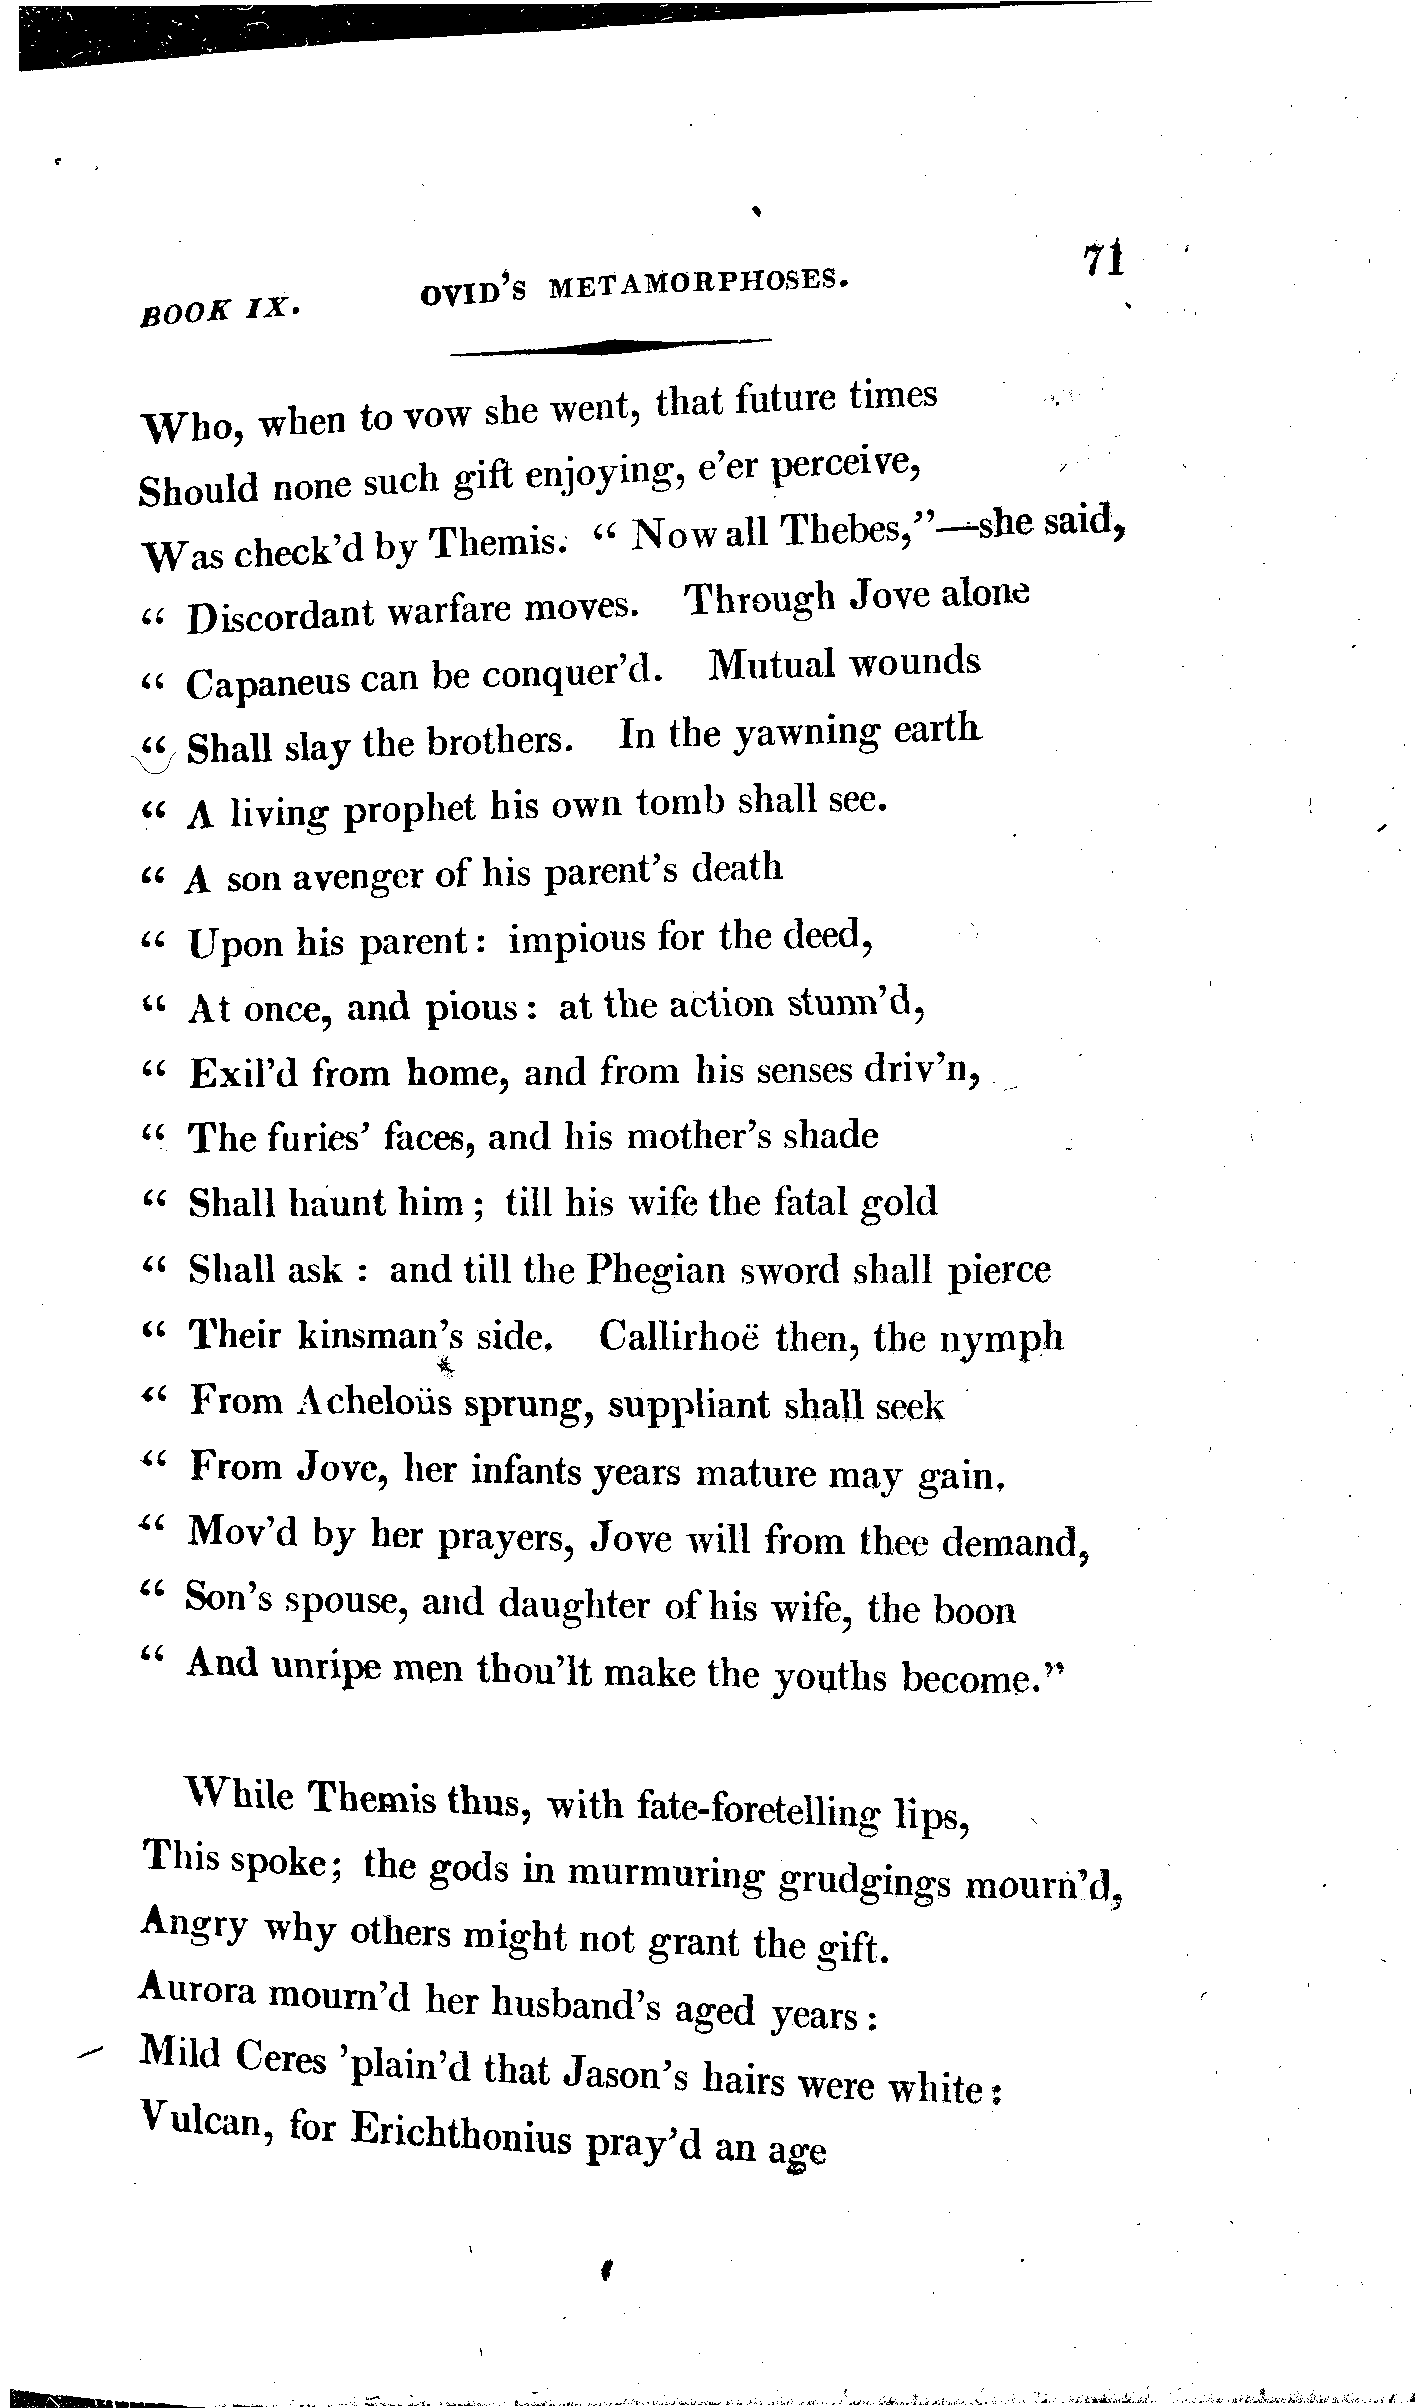 BOOK IX. OVID'S METAMORPHOSES. 71
Who, when to vow she went, that future times
Should none such gift enjoying, e'er perceive,
Was check'd by Themis. “ Now all Thebes,”—she said,
“ Discordant warfare moves. Through Jove alone
“ Capaneus can be conquer'd. Mutual wounds
“ Shall slay the brothers. In the yawning earth
“ A living prophet his own tomb shall see.
“ A son avenger of his parent's death
“ Upon his parent: impious for the deed,
“ At once, and pious: at the action stunn'd,
“ Exil'd from home, and from his senses driv'n,
“ The furies' faces, and his mother's shade
“ Shall haunt him; till his wife the fatal gold
“ Shall ask : and till the Phegian sword shall pierce
“ Their kinsman's side. Callirhoë then, the nymph
“ From Acheloüs sprung, suppliant shall seek
“ From Jove, her infants years mature may gain.
“ Mov'd by her prayers, Jove will from thee demand,
“ Son's spouse, and daughter of his wife, the boon
“ And unripe men thou'lt make the youths become.”
While Themis thus, with fate-foretelling lips,
This spoke; the gods in murmuring grudgings mourn'd,
Angry why others might not grant the gift.
Aurora mourn'd her husband's aged years:
Mild Ceres 'plain'd that Jason's hairs were white:
Vulcan, for Erichthonius pray'd an age